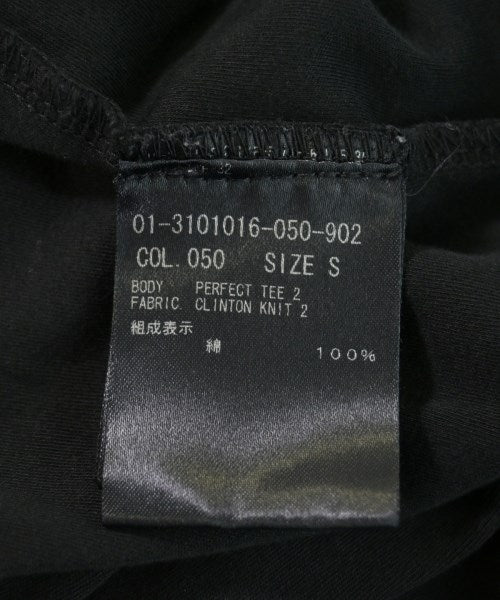 01-3101016-050-902
COL.050 SIZE S
BODY PERFECT TEE 2
FABRIC CLINTON KNIT 2
組成表示
綿 100%